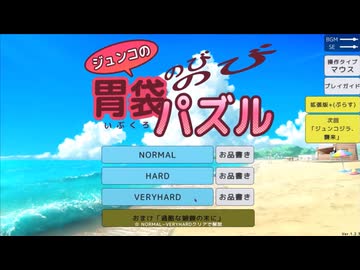 ジュンコの
胃袋のびのび
いぶくろ
パズル
NORMAL
お品書き
HARD
お品書き
VERYHARD
お品書き
おまけ「過酷な鍛錬の末に」
※ NORMAL~VERYHARDクリアで解放
BGM
SE
操作タイプ
マウス
プレイガイド
拡張版+(ぷらす)
次回
「ジュンコジラ、
襲来」